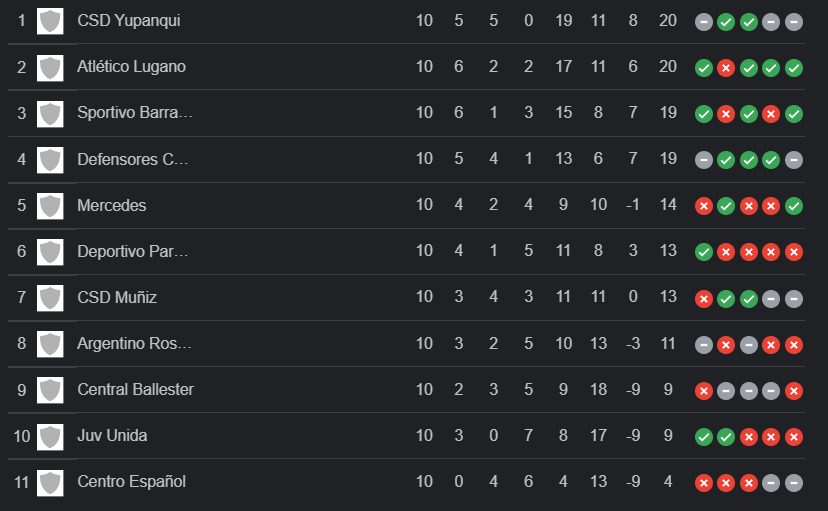 1 CSD Yupanqui 10 5 5 0 19 11 8 20
2 Atlético Lugano 10 6 2 2 17 11 6 20
3 Sportivo Barra... 10 6 1 3 15 8 7 19
4 Defensores C... 10 5 4 1 13 6 7 19
5 Mercedes 10 4 2 4 9 10 -1 14
6 Deportivo Par... 10 4 1 5 11 8 3 13
7 CSD Muñiz 10 3 4 3 11 11 0 13
8 Argentino Ros... 10 3 2 5 10 13 -3 11
9 Central Ballester 10 2 3 5 9 18 -9 9
10 Juv Unida 10 3 0 7 8 17 -9 9
11 Centro Español 10 0 4 6 4 13 -9 4